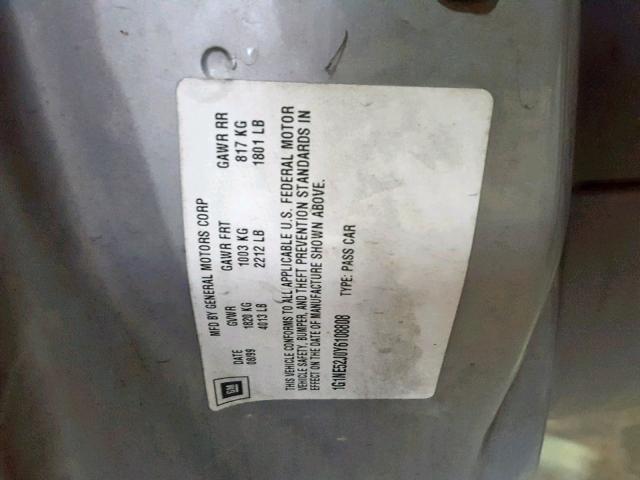 GM
MFD BY GENERAL MOTORS CORP
DATE GVWR GAWR FRT GAWR RR
08/99 1820 KG 1003 KG 817 KG
4013 LB 2212 LB 1801 LB
THIS VEHICLE CONFORMS TO ALL APPLICABLE U.S. FEDERAL MOTOR
VEHICLE SAFETY, BUMPER, AND THEFT PREVENTION STANDARDS IN
EFFECT ON THE DATE OF MANUFACTURE SHOWN ABOVE.
1G1NE52J0Y6108808 TYPE: PASS CAR